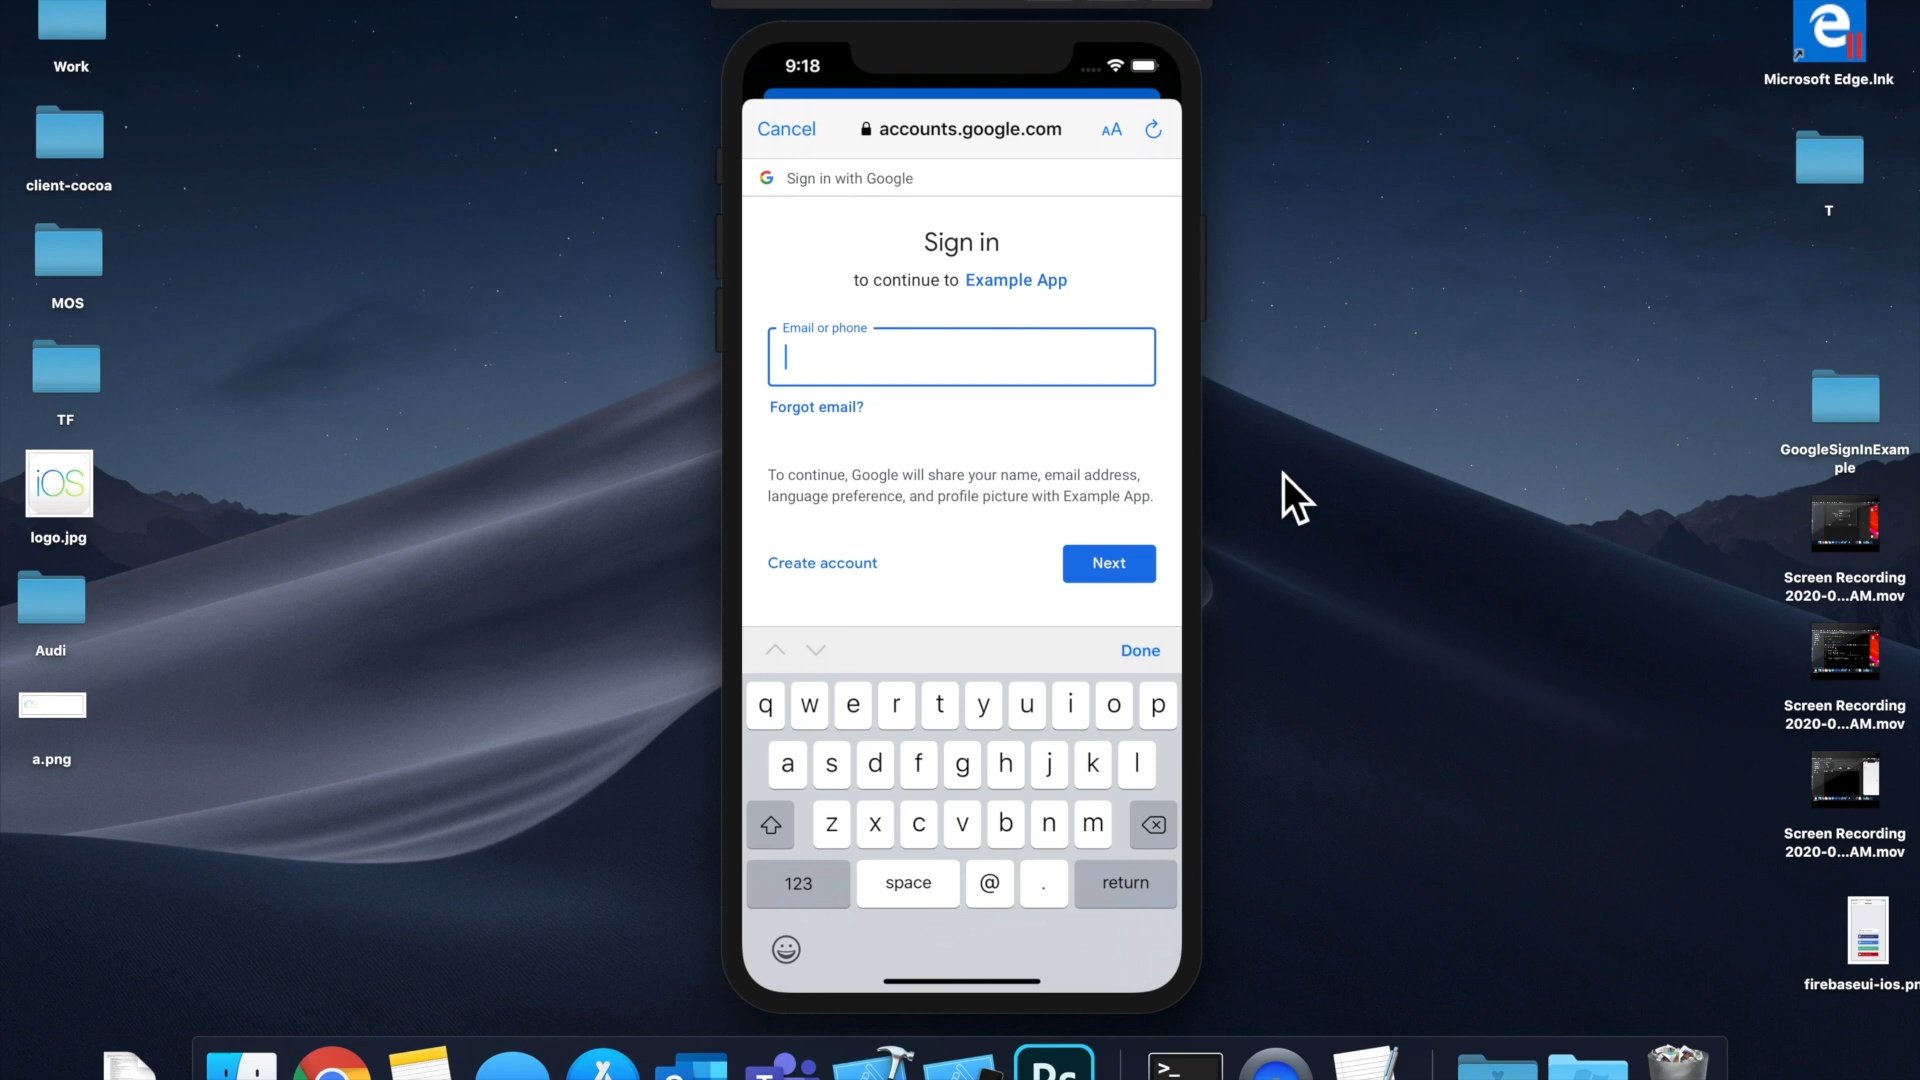 Work
client-cocoa
MOS
TF
iOS
logo.jpg
Audi
a.png
9:18
Cancel
accounts.google.com
AA
Sign in with Google
Sign in
to continue to Example App
Email or phone
Forgot email?
To continue, Google will share your name, email address,
language preference, and profile picture with Example App.
Create account
Next
Done
q w e r t y u i o p
a s d f g h j k l
z x c v b n m
123
space
@
.
return
Microsoft Edge.lnk
T
GoogleSignInExam
ple
Screen Recording
2020-0...AM.mov
Screen Recording
2020-0...AM.mov
Screen Recording
2020-0...AM.mov
firebaseui-ios.pn
Ps
>_